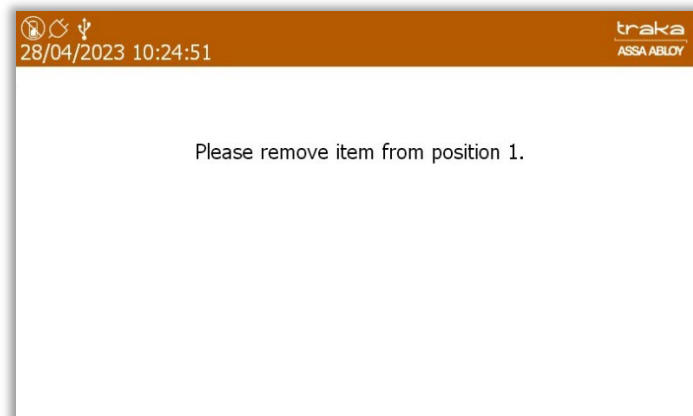 28/04/2023 10:24:51
traka
ASSA ABLOY
Please remove item from position 1.